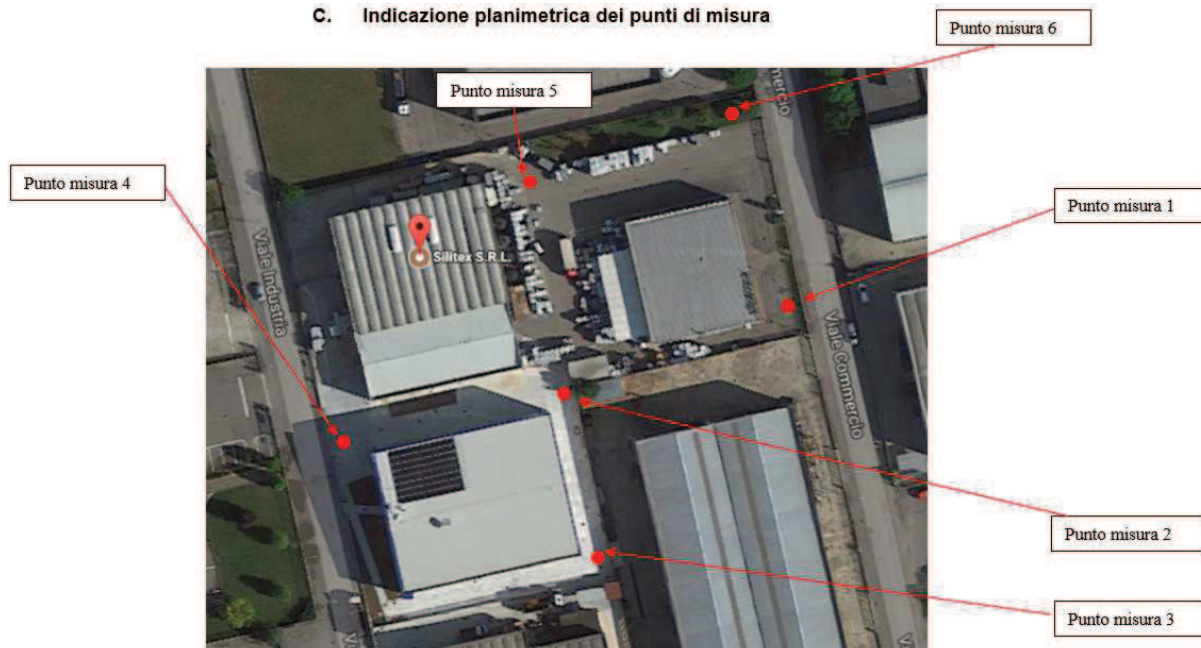 C. Indicazione planimetrica dei punti di misura
Punto misura 6
mmercio
Punto misura 5
Punto misura 4
Punto misura 1
Silitex S.R.L.
Viale Industria
Viale Commercio
Punto misura 2
Punto misura 3